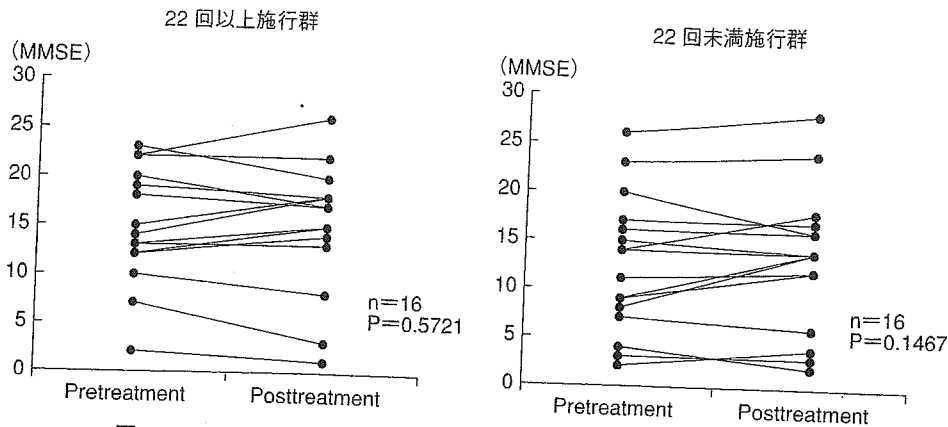 22 回以上施行群
(MMSE)
30
25
20
15
10
5
0
n＝16
P＝0.5721
Pretreatment
Posttreatment
22 回未満施行群
(MMSE)
30
25
20
15
10
5
0
n＝16
P＝0.1467
Pretreatment
Posttreatment